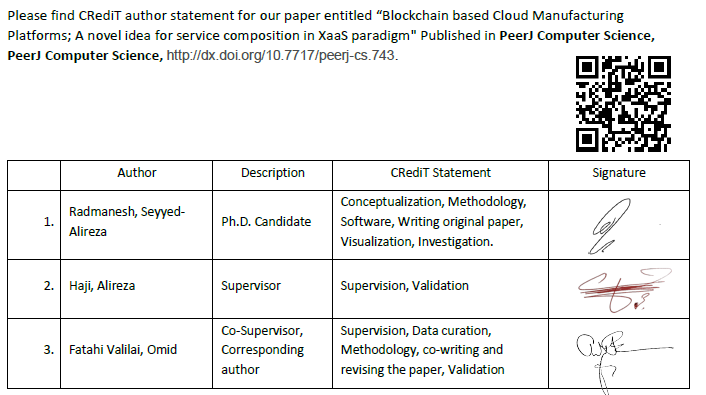 Please find CRediT author statement for our paper entitled “Blockchain based Cloud Manufacturing
Platforms; A novel idea for service composition in XaaS paradigm" Published in PeerJ Computer Science,
PeerJ Computer Science, http://dx.doi.org/10.7717/peerj-cs.743.
Author Description CRediT Statement Signature
1. Radmanesh, Seyyed-
Alireza
Ph.D. Candidate
Conceptualization, Methodology,
Software, Writing original paper,
Visualization, Investigation.
2. Haji, Alireza Supervisor Supervision, Validation
3. Fatahi Valilai, Omid
Co-Supervisor,
Corresponding
author
Supervision, Data curation,
Methodology, co-writing and
revising the paper, Validation